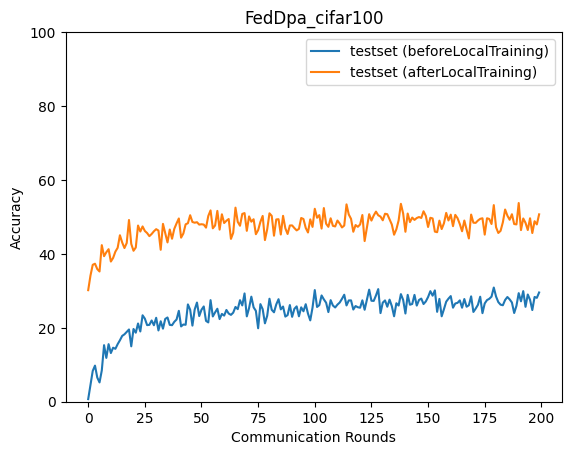 FedDpa_cifar100
testset (beforeLocalTraining)
testset (afterLocalTraining)
100
80
60
40
20
0
Accuracy
0 25 50 75 100 125 150 175 200
Communication Rounds